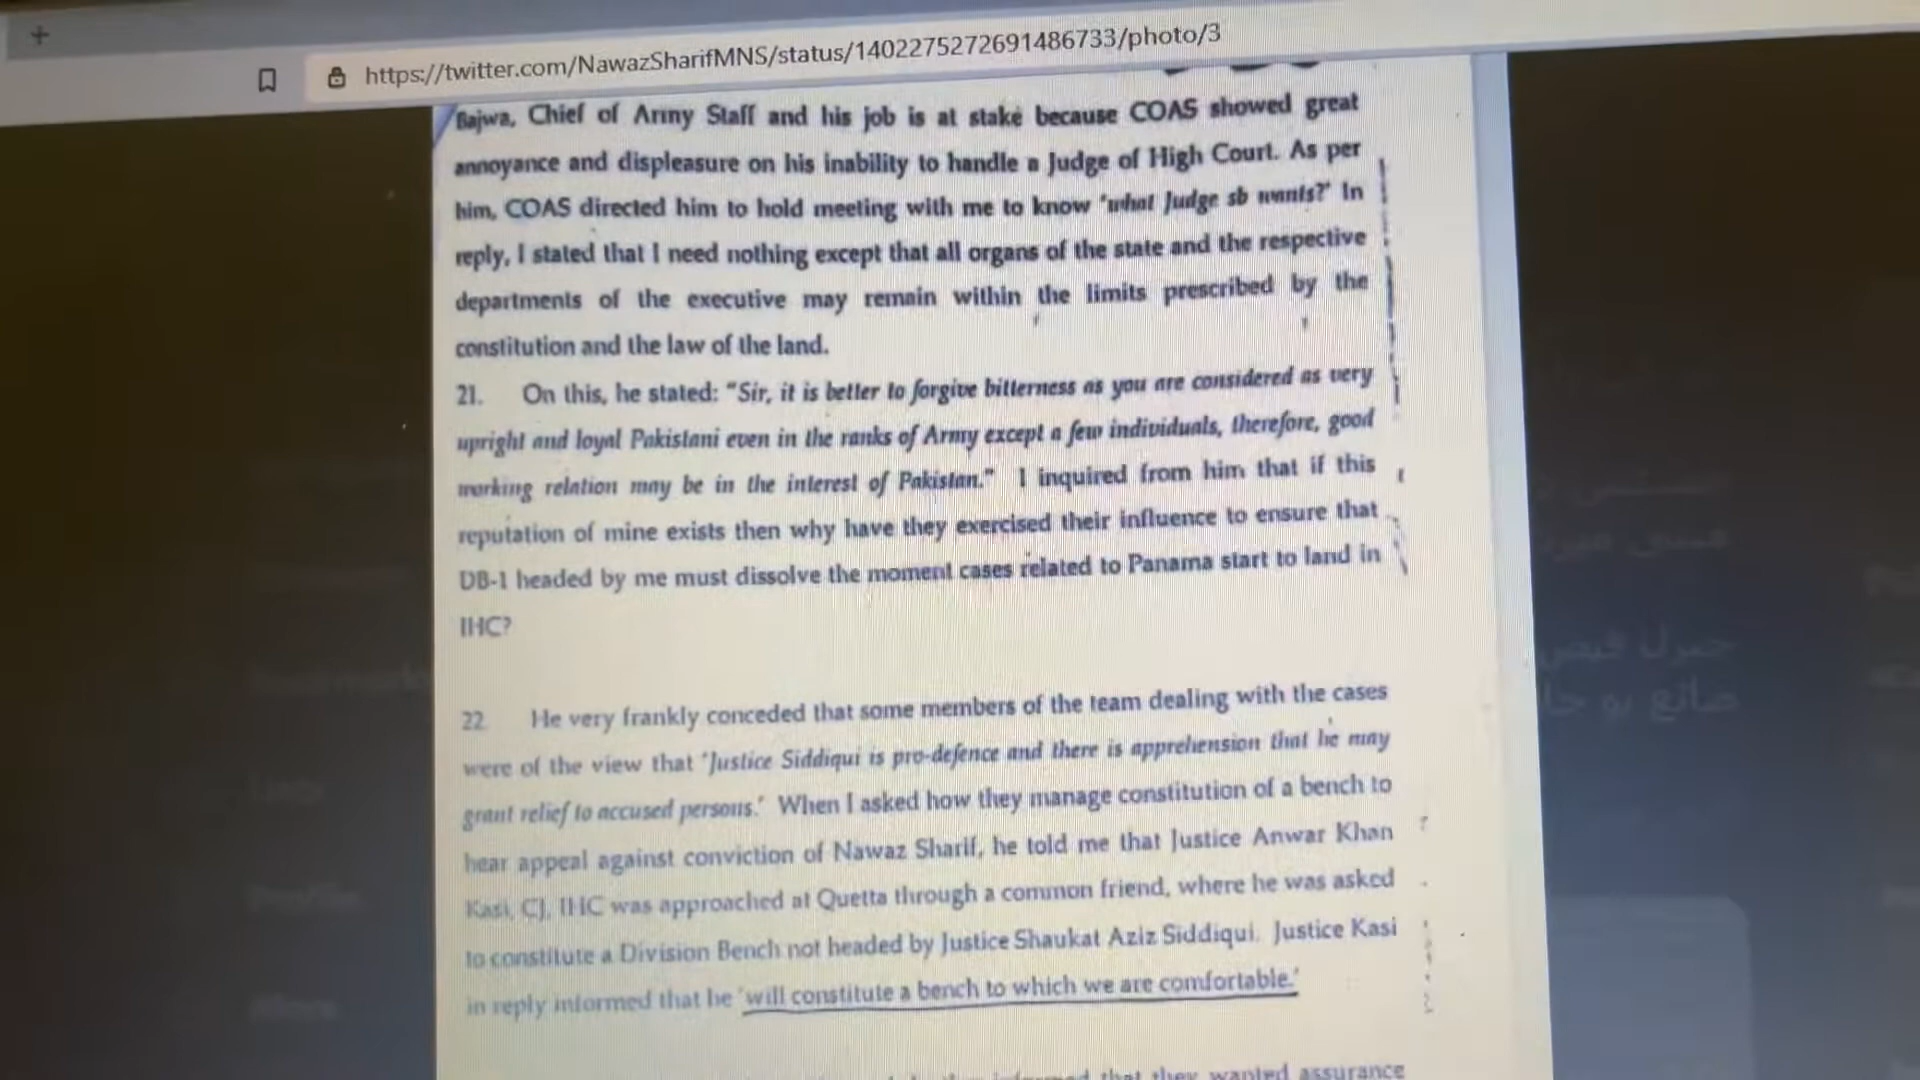 +
https://twitter.com/NawazSharifMNS/status/1402275272691486733/photo/3
Bajwa, Chief of Army Staff and his job is at stake because COAS showed great
annoyance and displeasure on his inability to handle a Judge of High Court. As per
him, COAS directed him to hold meeting with me to know 'what Judge sb wants?' In
reply, I stated that I need nothing except that all organs of the state and the respective
departments of the executive may remain within the limits prescribed by the
constitution and the law of the land.
21. On this, he stated: "Sir, it is better to forgive bitterness as you are considered as very
upright and loyal Pakistani even in the ranks of Army except a few individuals, therefore, good
working relation may be in the interest of Pakistan." I inquired from him that if this
reputation of mine exists then why have they exercised their influence to ensure that
DB-1 headed by me must dissolve the moment cases related to Panama start to land in
IHC?
22 He very frankly conceded that some members of the team dealing with the cases
were of the view that 'Justice Siddiqui is pro-defence and there is apprehension that he may
grant relief to accused persons.' When I asked how they manage constitution of a bench to
hear appeal against conviction of Nawaz Sharif, he told me that Justice Anwar Khan
Kasi, CJ, IHC was approached at Quetta through a common friend, where he was asked
to constitute a Division Bench not headed by Justice Shaukat Aziz Siddiqui. Justice Kasi
in reply informed that he 'will constitute a bench to which we are comfortable.'
informed that they wanted assurance